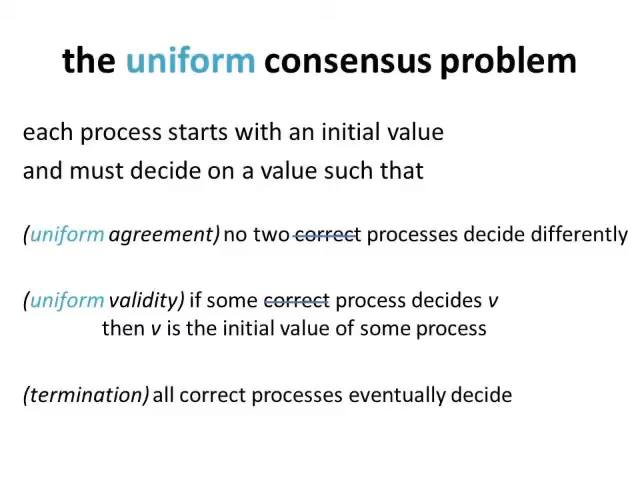 the uniform consensus problem
each process starts with an initial value
and must decide on a value such that
(uniform agreement) no two correct processes decide differently
(uniform validity) if some correct process decides v
then v is the initial value of some process
(termination) all correct processes eventually decide